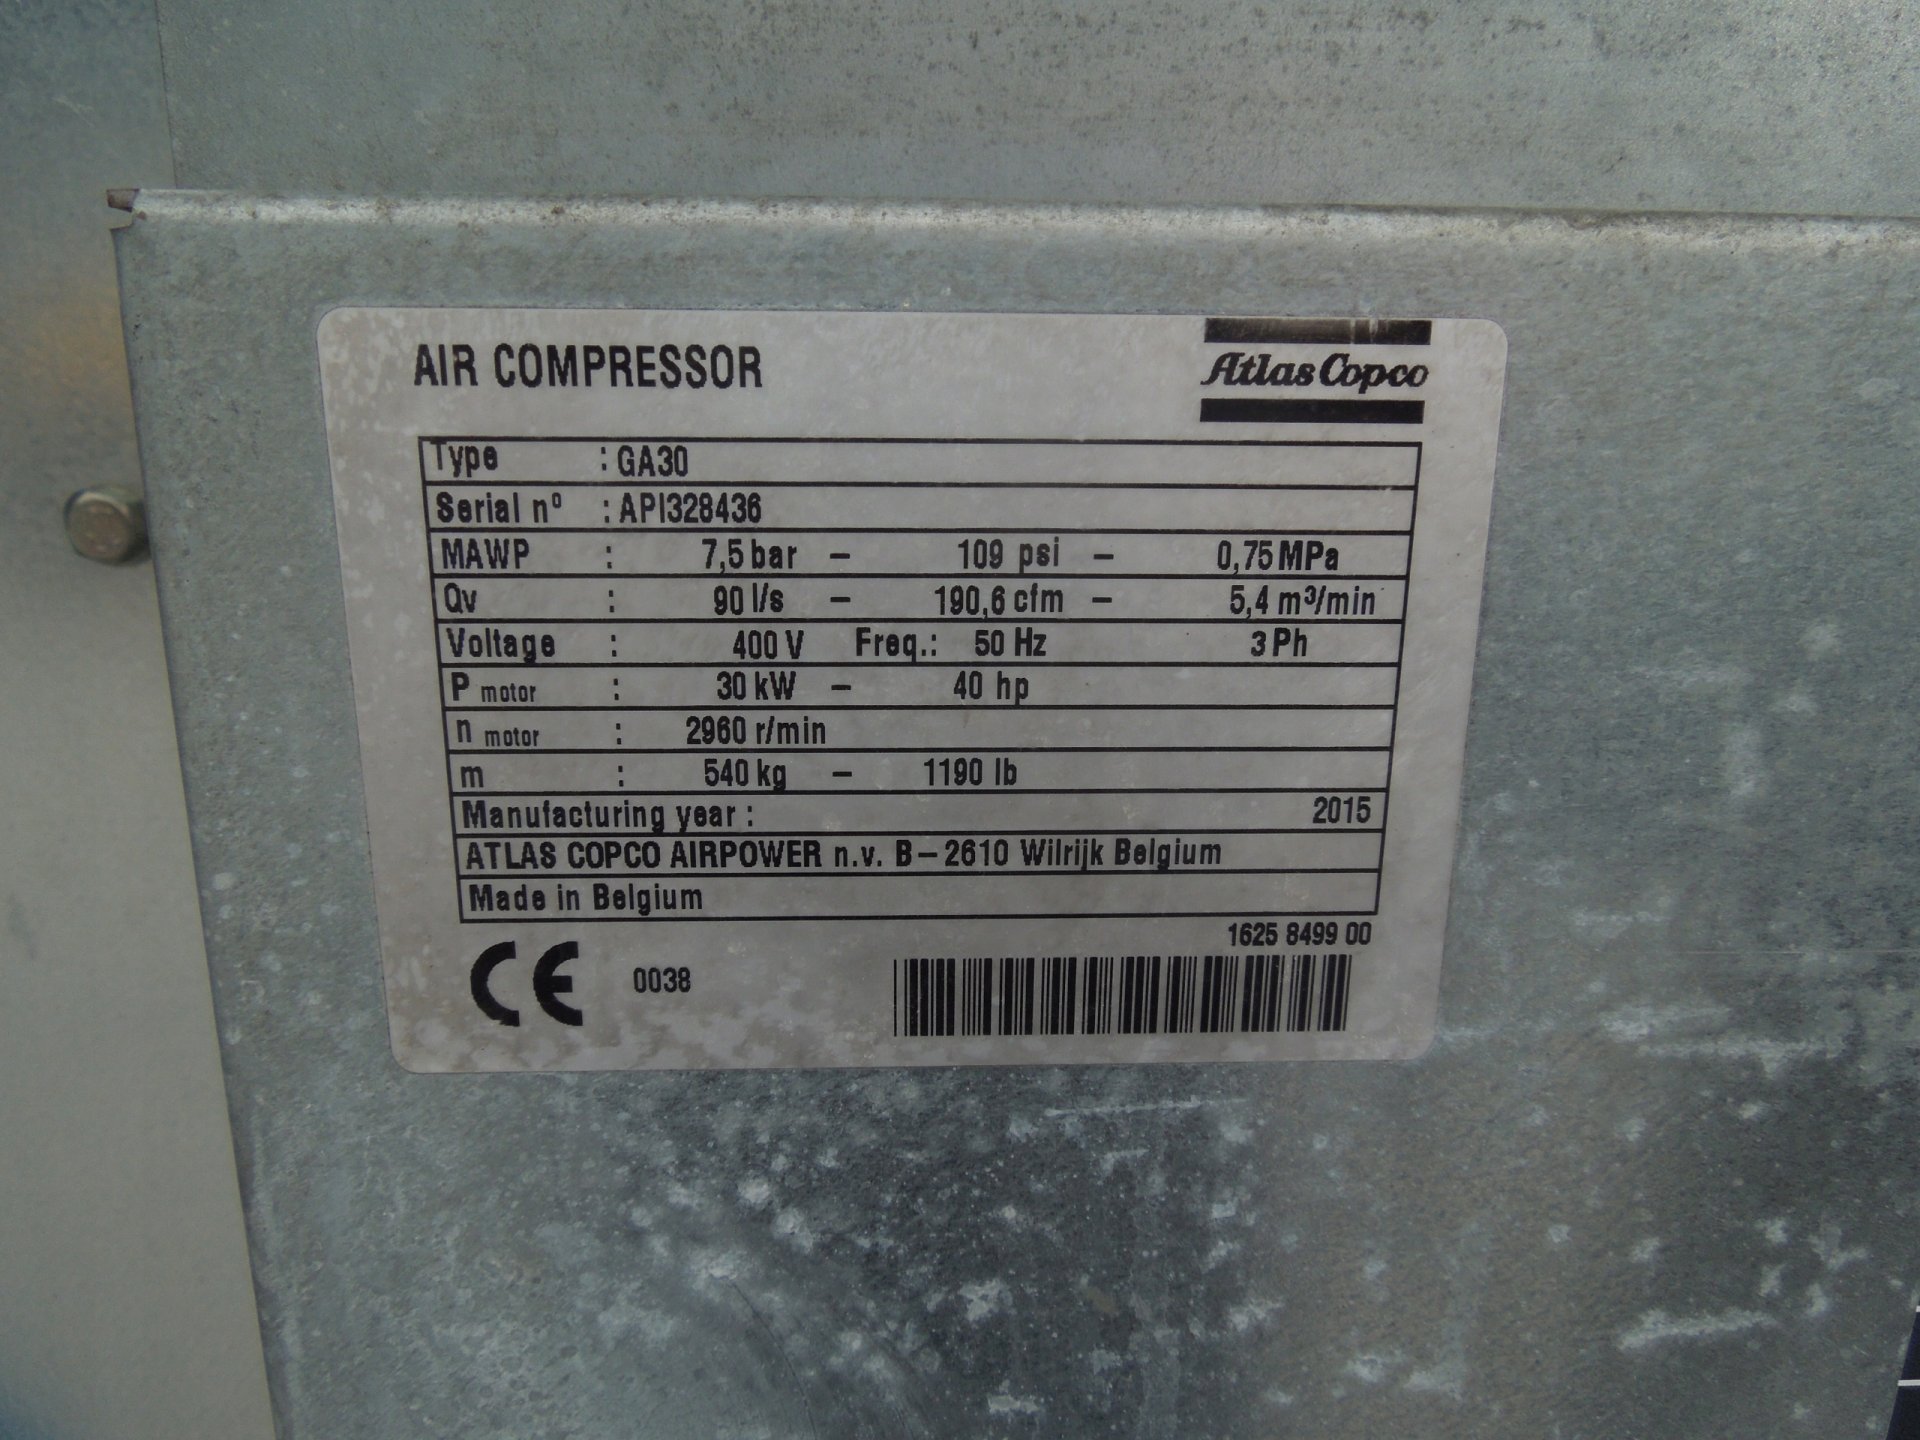 AIR COMPRESSOR
Atlas Copco
Type : GA30
Serial nº : API328436
MAWP : 7,5 bar – 109 psi – 0,75 MPa
Qv : 90 l/s – 190,6 cfm – 5,4 m³/min
Voltage : 400 V Freq.: 50 Hz 3 Ph
P motor : 30 kW – 40 hp
n motor : 2960 r/min
m : 540 kg – 1190 lb
Manufacturing year : 2015
ATLAS COPCO AIRPOWER n.v. B–2610 Wilrijk Belgium
Made in Belgium
1625 8499 00
CE 0038